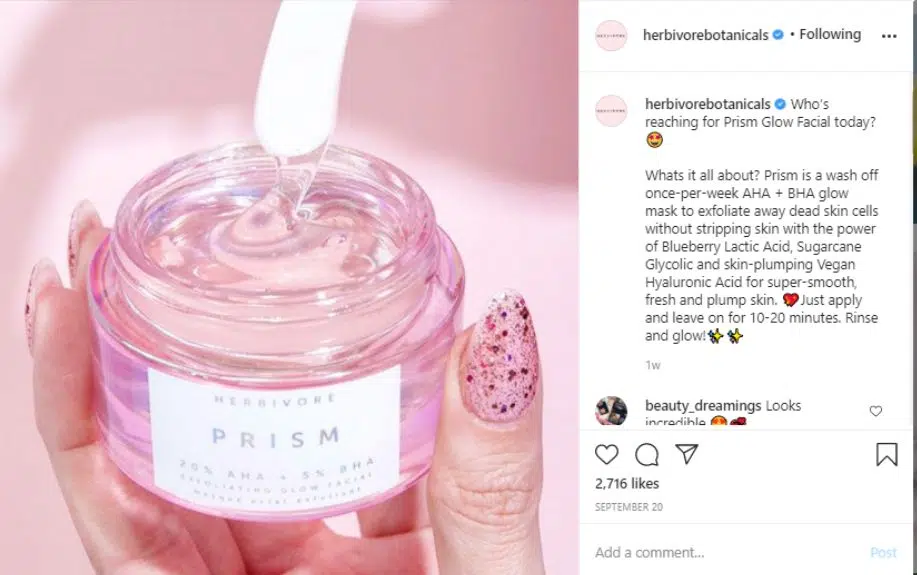 HERBIVORE
PRISM
20% AHA + 5% BHA
EXFOLIATING GLOW FACIAL
MASQUE ÉCLAT EXFOLIANT
herbivorebotanicals • Following
herbivorebotanicals Who's
reaching for Prism Glow Facial today?
Whats it all about? Prism is a wash off
once-per-week AHA + BHA glow
mask to exfoliate away dead skin cells
without stripping skin with the power
of Blueberry Lactic Acid, Sugarcane
Glycolic and skin-plumping Vegan
Hyaluronic Acid for super-smooth,
fresh and plump skin. 💖Just apply
and leave on for 10-20 minutes. Rinse
and glow!✨ ✨
1w
beauty_dreamings Looks
incredible
2,716 likes
SEPTEMBER 20
Add a comment...
Post